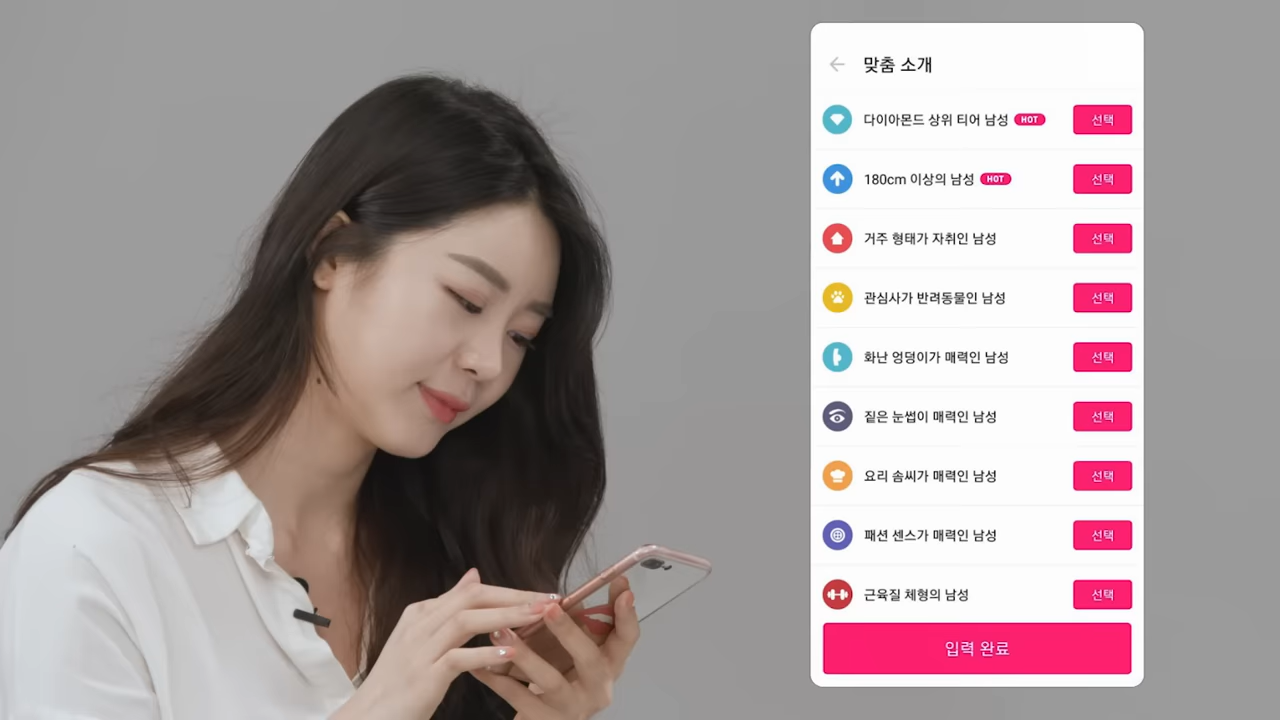 맞춤 소개
다이아몬드 상위 티어 남성 HOT 선택
180cm 이상의 남성 HOT 선택
거주 형태가 자취인 남성 선택
관심사가 반려동물인 남성 선택
화난 엉덩이가 매력인 남성 선택
짙은 눈썹이 매력인 남성 선택
요리 솜씨가 매력인 남성 선택
패션 센스가 매력인 남성 선택
근육질 체형의 남성 선택
입력 완료